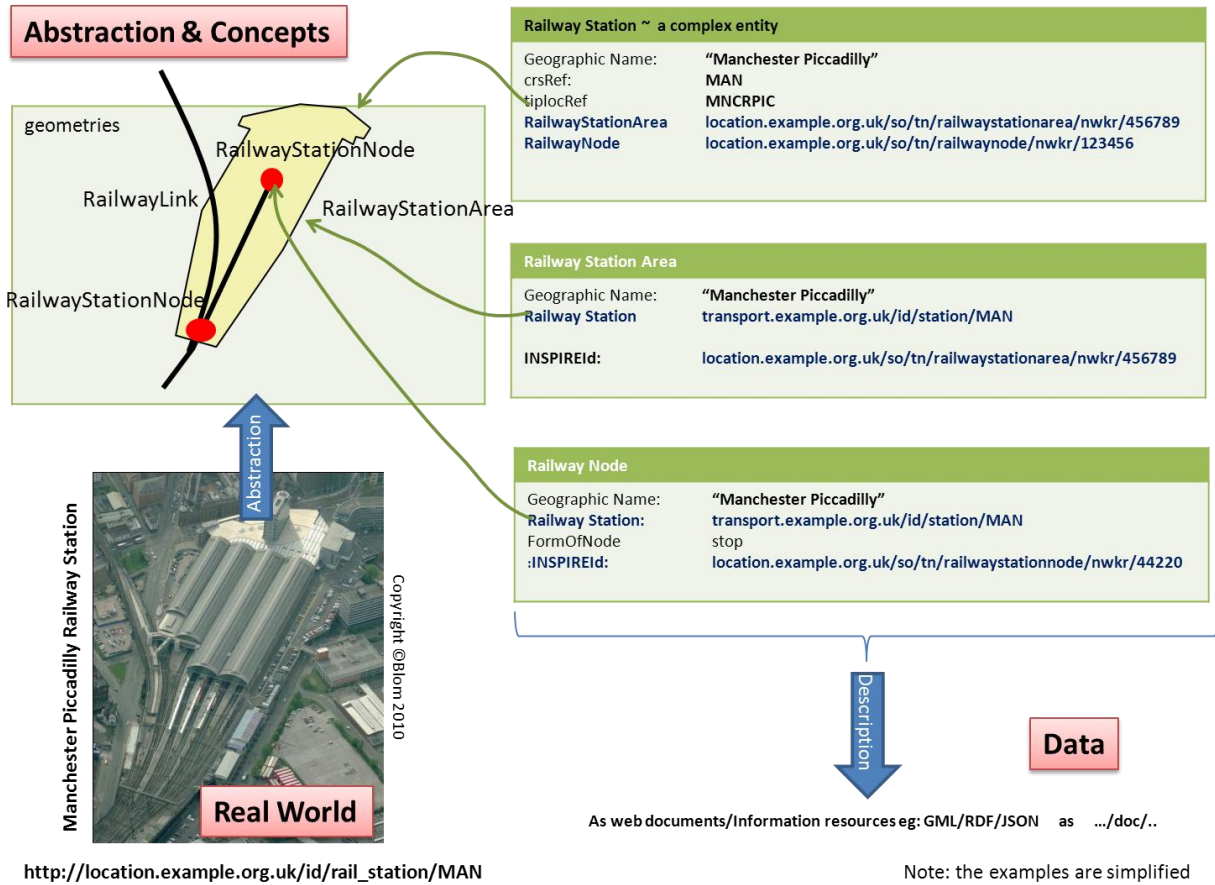 Abstraction & Concepts
geometries
RailwayStationNode
RailwayLink
RailwayStationArea
RailwayStationNode
Abstraction
Manchester Piccadilly Railway Station
Copyright ©Blom 2010
Real World
http://location.example.org.uk/id/rail_station/MAN
Railway Station ~ a complex entity
Geographic Name: “Manchester Piccadilly”
crsRef: MAN
tiplocRef MNCRPIC
RailwayStationArea location.example.org.uk/so/tn/railwaystationarea/nwkr/456789
RailwayNode location.example.org.uk/so/tn/railwaynode/nwkr/123456
Railway Station Area
Geographic Name: “Manchester Piccadilly”
Railway Station transport.example.org.uk/id/station/MAN
INSPIREId: location.example.org.uk/so/tn/railwaystationarea/nwkr/456789
Railway Node
Geographic Name: “Manchester Piccadilly”
Railway Station: transport.example.org.uk/id/station/MAN
FormOfNode stop
:INSPIREId: location.example.org.uk/so/tn/railwaystationnode/nwkr/44220
Description
Data
As web documents/Information resources eg: GML/RDF/JSON as .../doc/..
Note: the examples are simplified